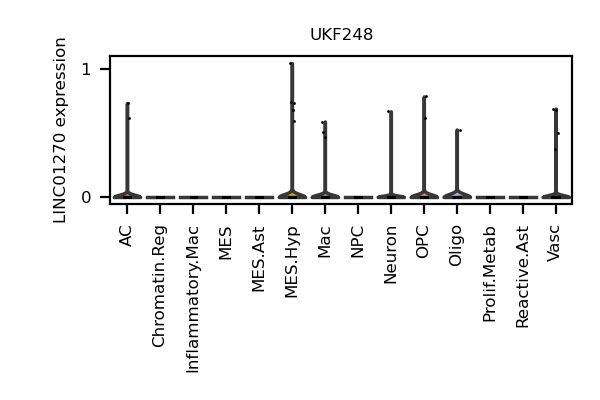 UKF248
LINC01270 expression
1
0
AC
Chromatin.Reg
Inflammatory.Mac
MES
MES.Ast
MES.Hyp
Mac
NPC
Neuron
OPC
Oligo
Prolif.Metab
Reactive.Ast
Vasc